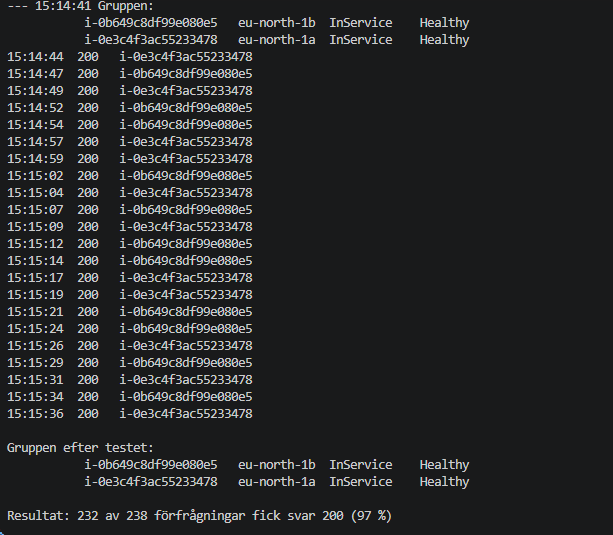 --- 15:14:41 Gruppen:
i-0b649c8df99e080e5 eu-north-1b InService Healthy
i-0e3c4f3ac55233478 eu-north-1a InService Healthy
15:14:44 200 i-0e3c4f3ac55233478
15:14:47 200 i-0b649c8df99e080e5
15:14:49 200 i-0e3c4f3ac55233478
15:14:52 200 i-0b649c8df99e080e5
15:14:54 200 i-0b649c8df99e080e5
15:14:57 200 i-0e3c4f3ac55233478
15:14:59 200 i-0e3c4f3ac55233478
15:15:02 200 i-0b649c8df99e080e5
15:15:04 200 i-0e3c4f3ac55233478
15:15:07 200 i-0b649c8df99e080e5
15:15:09 200 i-0e3c4f3ac55233478
15:15:12 200 i-0b649c8df99e080e5
15:15:14 200 i-0b649c8df99e080e5
15:15:17 200 i-0e3c4f3ac55233478
15:15:19 200 i-0e3c4f3ac55233478
15:15:21 200 i-0b649c8df99e080e5
15:15:24 200 i-0b649c8df99e080e5
15:15:26 200 i-0e3c4f3ac55233478
15:15:29 200 i-0b649c8df99e080e5
15:15:31 200 i-0e3c4f3ac55233478
15:15:34 200 i-0b649c8df99e080e5
15:15:36 200 i-0e3c4f3ac55233478
Gruppen efter testet:
i-0b649c8df99e080e5 eu-north-1b InService Healthy
i-0e3c4f3ac55233478 eu-north-1a InService Healthy
Resultat: 232 av 238 förfrågningar fick svar 200 (97 %)